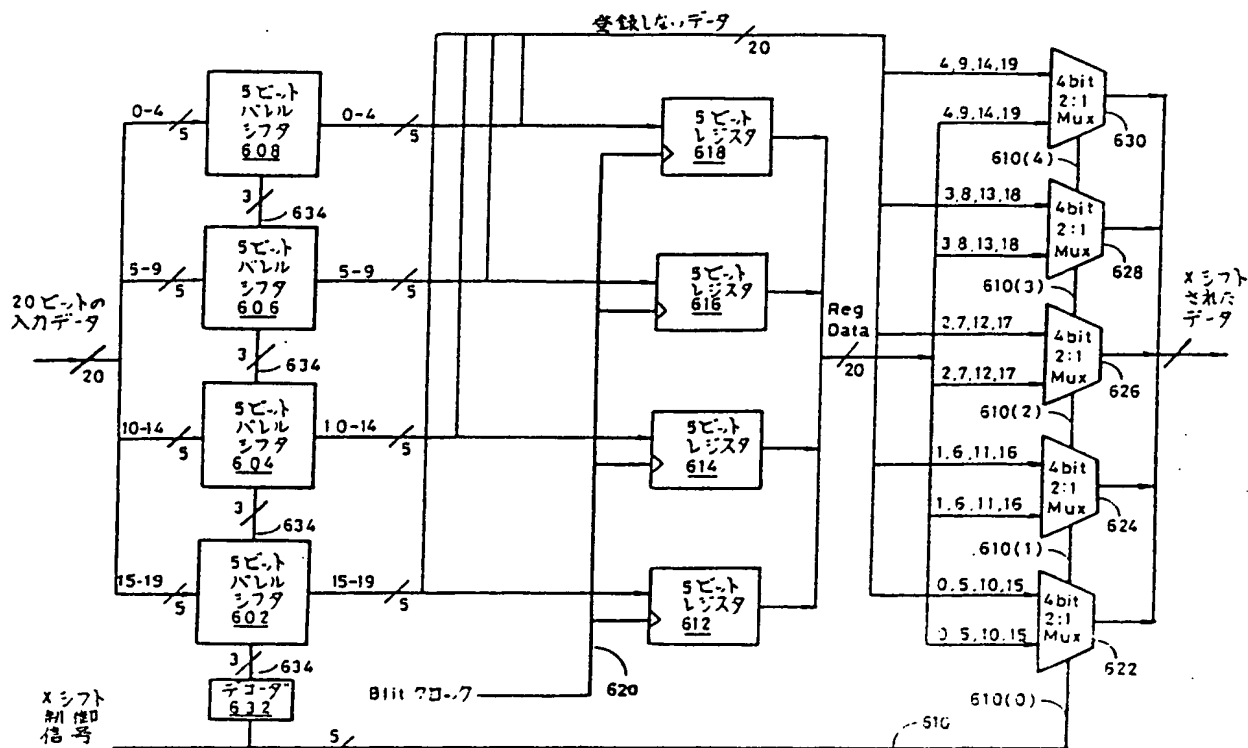 登録しないデータ
20
5ビット
バレル
シフタ
608
0-4
5
0-4
5
5ビット
レジスタ
618
4,9,14,19
4,9,14,19
4bit
2:1
Mux
630
610(4)
3
634
5ビット
バレル
シフタ
606
5-9
5
5-9
5
5ビット
レジスタ
616
3,8,13,18
3,8,13,18
4bit
2:1
Mux
628
610(3)
20ビットの
入力データ
20
3
634
Reg
Data
20
2,7,12,17
2,7,12,17
4bit
2:1
Mux
626
610(2)
Xシフト
された
データ
5ビット
バレル
シフタ
604
10-14
5
10-14
5
5ビット
レジスタ
614
1,6,11,16
1,6,11,16
4bit
2:1
Mux
624
610(1)
3
634
5ビット
バレル
シフタ
602
15-19
5
15-19
5
5ビット
レジスタ
612
0,5,10,15
0,5,10,15
4bit
2:1
Mux
622
610(0)
3
634
デコーダ
632
Blitクロック
620
Xシフト
制御
信号
5
610